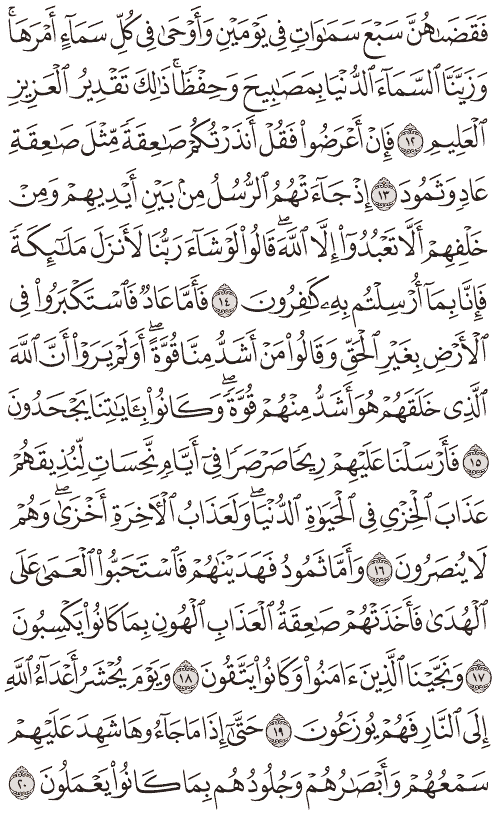 فَقَضَىٰهُنَّ سَبْعَ سَمَٰوَاتٍ فِى يَوْمَيْنِ وَأَوْحَىٰ فِى كُلِّ سَمَآءٍ أَمْرَهَا ۚ
وَزَيَّنَّا ٱلسَّمَآءَ ٱلدُّنْيَا بِمَصَٰبِيحَ وَحِفْظًا ۚ ذَٰلِكَ تَقْدِيرُ ٱلْعَزِيزِ
ٱلْعَلِيمِ ١٢ فَإِنْ أَعْرَضُوا۟ فَقُلْ أَنذَرْتُكُمْ صَٰعِقَةً مِّثْلَ صَٰعِقَةِ
عَادٍ وَثَمُودَ ١٣ إِذْ جَآءَتْهُمُ ٱلرُّسُلُ مِنۢ بَيْنِ أَيْدِيهِمْ وَمِنْ
خَلْفِهِمْ أَلَّا تَعْبُدُوٓا۟ إِلَّا ٱللَّهَ ۖ قَالُوا۟ لَوْ شَآءَ رَبُّنَا لَأَنزَلَ مَلَٰٓئِكَةً
فَإِنَّا بِمَآ أُرْسِلْتُم بِهِۦ كَٰفِرُونَ ١٤ فَأَمَّا عَادٌ فَٱسْتَكْبَرُوا۟ فِى
ٱلْأَرْضِ بِغَيْرِ ٱلْحَقِّ وَقَالُوا۟ مَنْ أَشَدُّ مِنَّا قُوَّةً ۖ أَوَلَمْ يَرَوْا۟ أَنَّ ٱللَّهَ
ٱلَّذِى خَلَقَهُمْ هُوَ أَشَدُّ مِنْهُمْ قُوَّةً ۖ وَكَانُوا۟ بِـَٔايَٰتِنَا يَجْحَدُونَ
١٥ فَأَرْسَلْنَا عَلَيْهِمْ رِيحًا صَرْصَرًا فِىٓ أَيَّامٍ نَّحِسَاتٍ لِّنُذِيقَهُمْ
عَذَابَ ٱلْخِزْىِ فِى ٱلْحَيَوٰةِ ٱلدُّنْيَا ۖ وَلَعَذَابُ ٱلْءَاخِرَةِ أَخْزَىٰ ۖ وَهُمْ
لَا يُنصَرُونَ ١٦ وَأَمَّا ثَمُودُ فَهَدَيْنَٰهُمْ فَٱسْتَحَبُّوا۟ ٱلْعَمَىٰ عَلَى
ٱلْهُدَىٰ فَأَخَذَتْهُمْ صَٰعِقَةُ ٱلْعَذَابِ ٱلْهُونِ بِمَا كَانُوا۟ يَكْسِبُونَ
١٧ وَنَجَّيْنَا ٱلَّذِينَ ءَامَنُوا۟ وَكَانُوا۟ يَتَّقُونَ ١٨ وَيَوْمَ يُحْشَرُ أَعْدَآءُ ٱللَّهِ
إِلَى ٱلنَّارِ فَهُمْ يُوزَعُونَ ١٩ حَتَّىٰٓ إِذَا مَا جَآءُوهَا شَهِدَ عَلَيْهِمْ
سَمْعُهُمْ وَأَبْصَٰرُهُمْ وَجُلُودُهُم بِمَا كَانُوا۟ يَعْمَلُونَ ٢٠